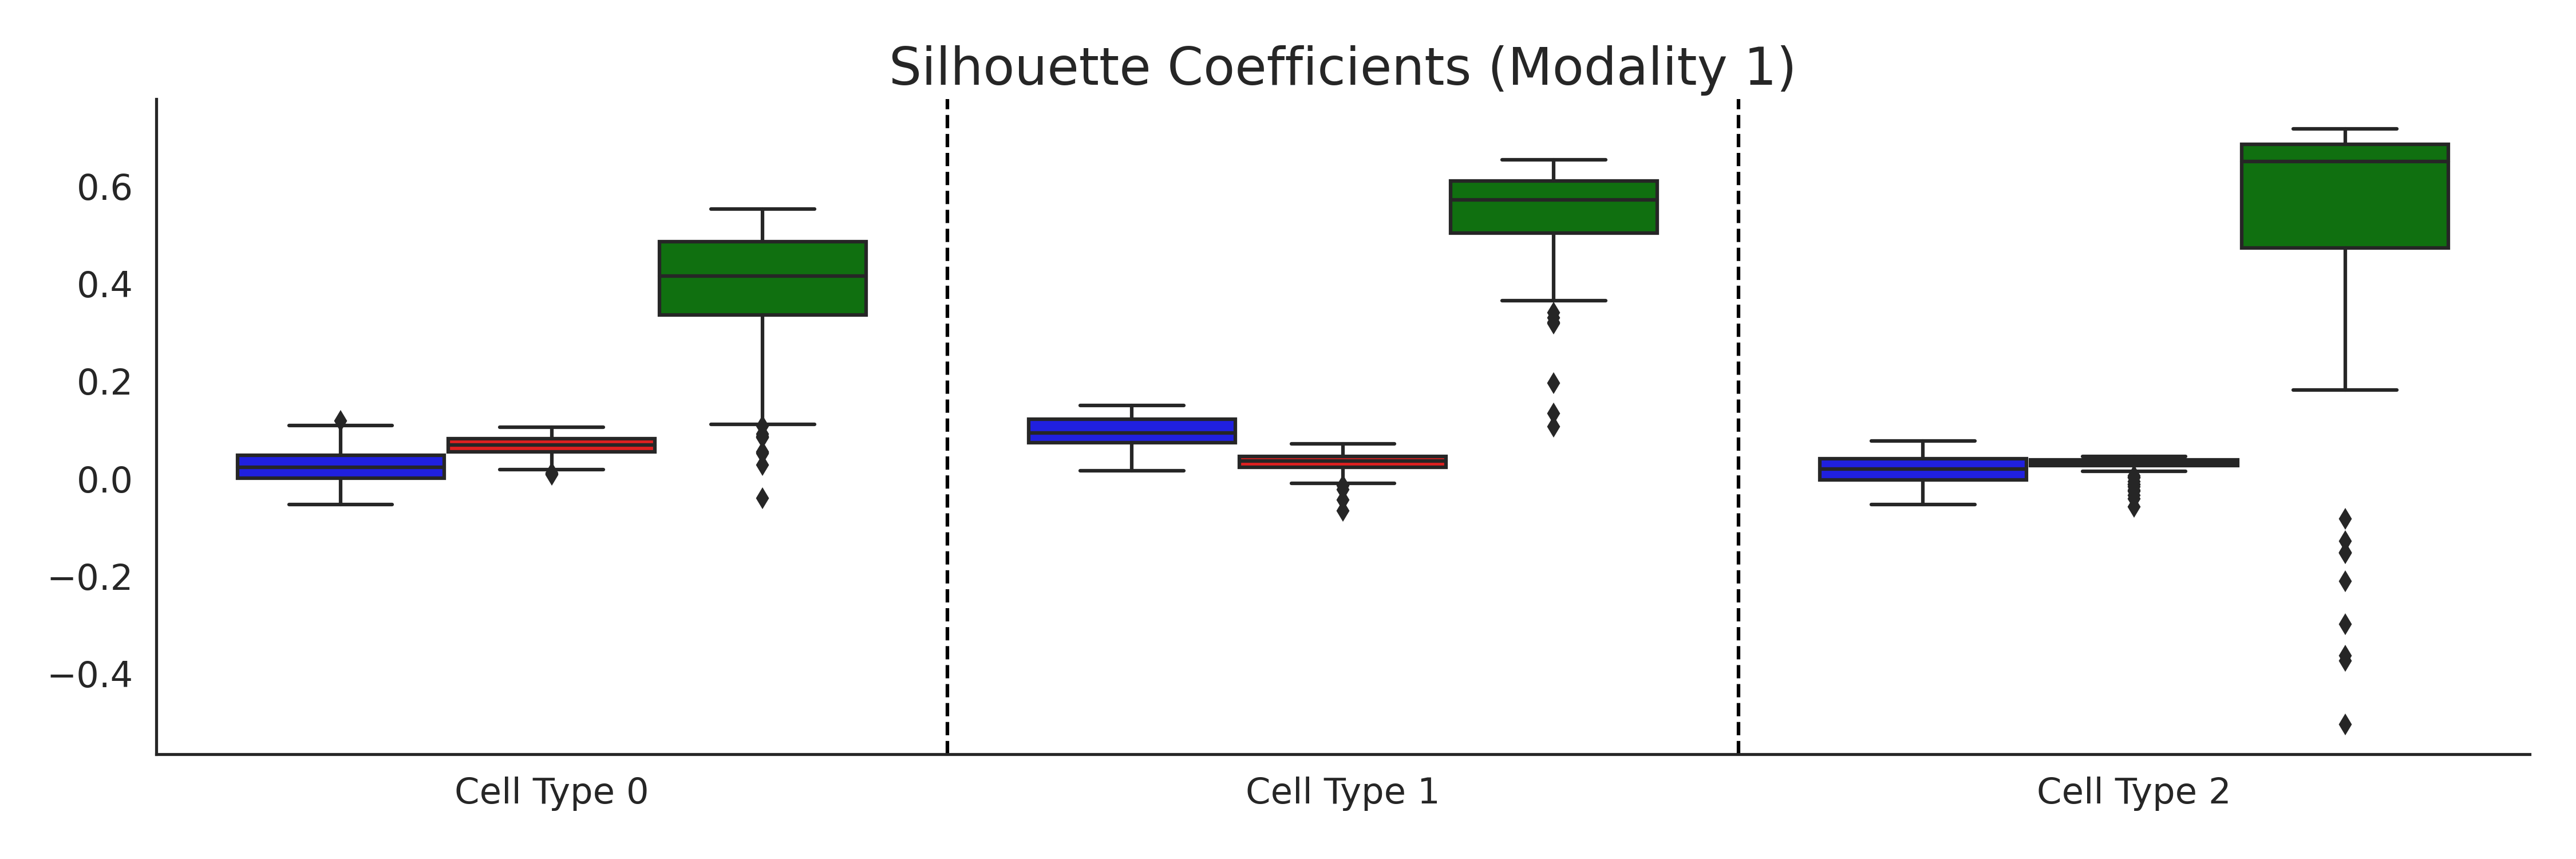 Silhouette Coefficients (Modality 1)
0.6
0.4
0.2
0.0
−0.2
−0.4
Cell Type 0
Cell Type 1
Cell Type 2